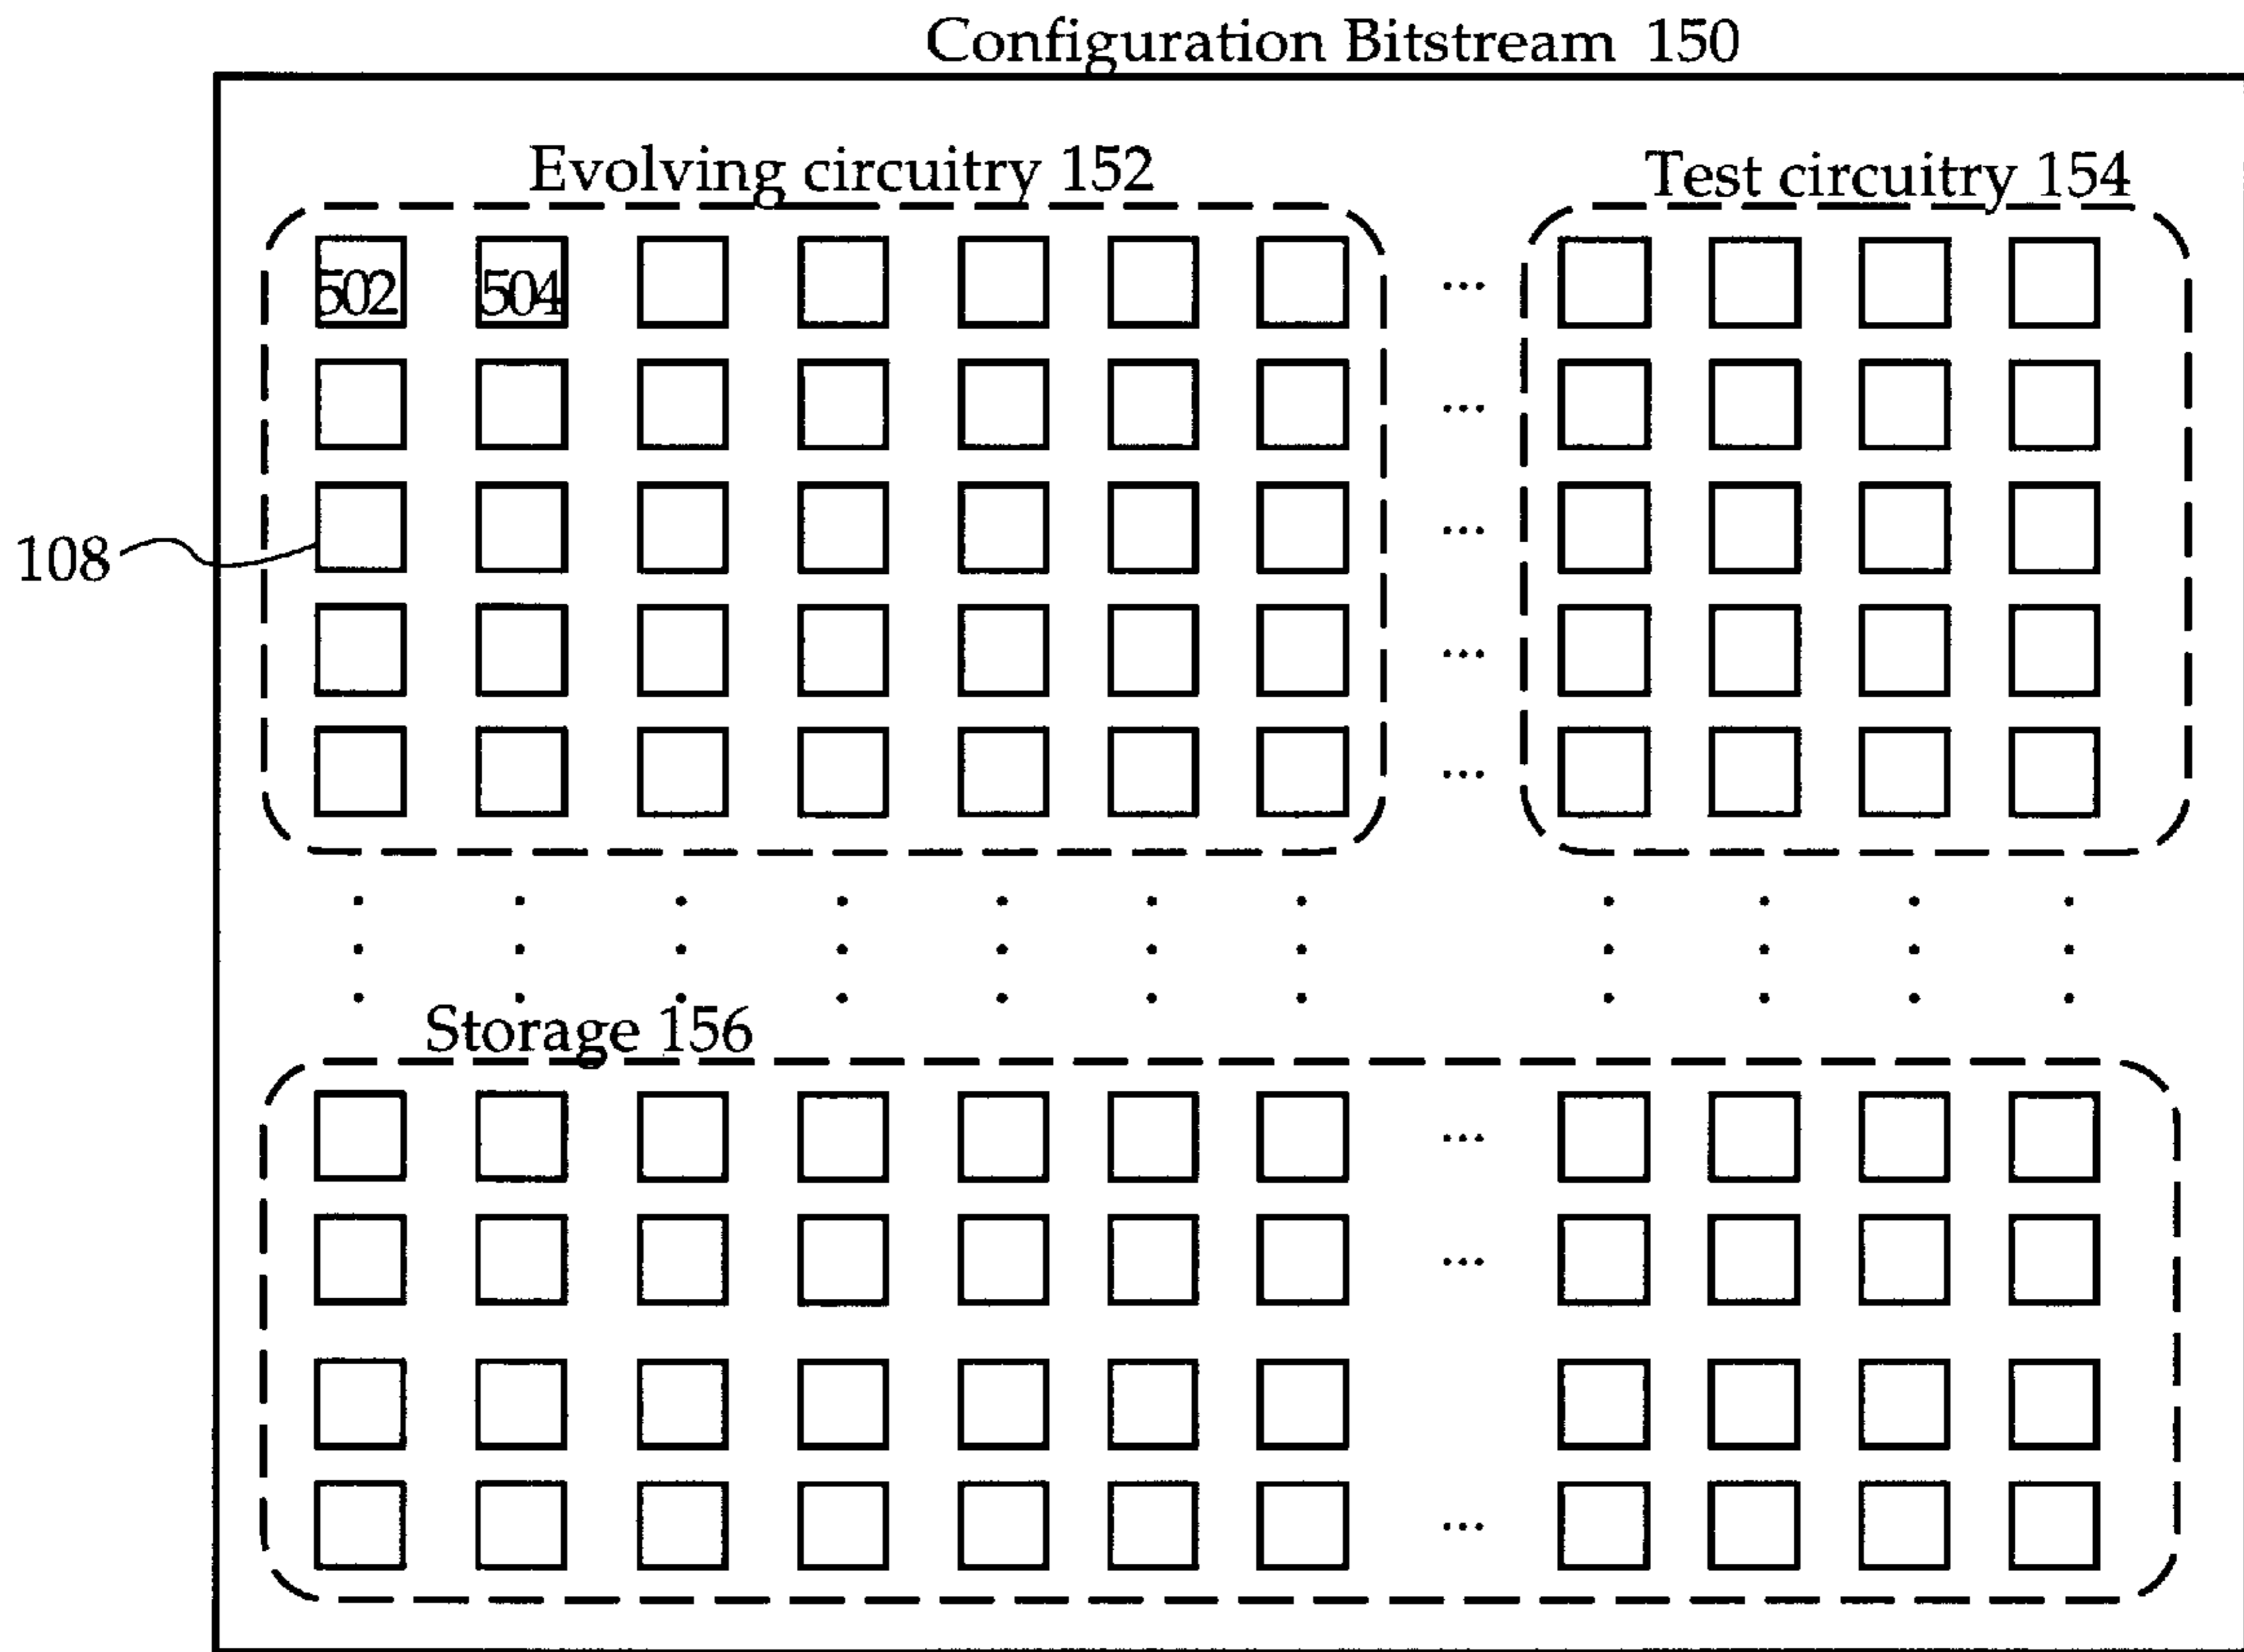 Configuration Bitstream 150
Evolving circuitry 152
Test circuitry 154
502 504
108
Storage 156